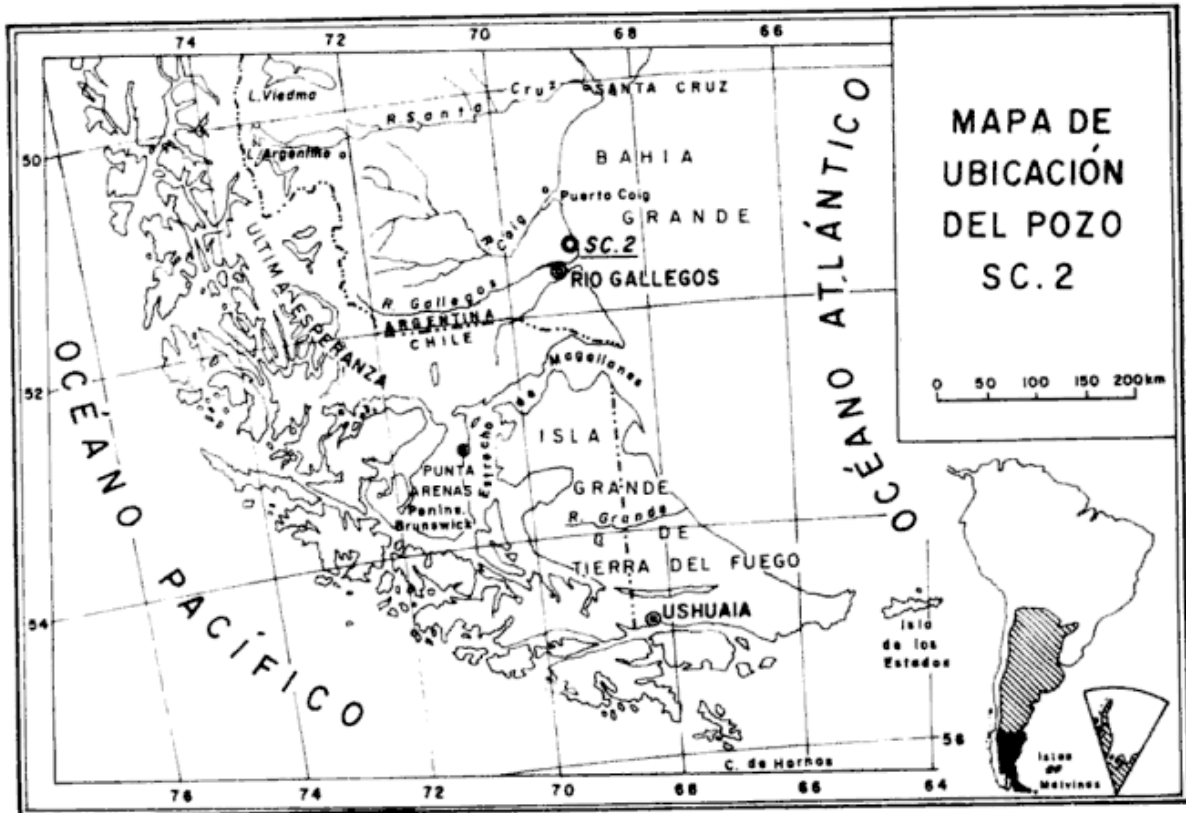 74 72 70 68 66
L. Viedma
R. Santa Cruz
SANTA CRUZ
50
L. Argentino
BAHIA
GRANDE
Puerto Coig
R. Coig
SC.2
RIO GALLEGOS
R. Gallegos
ULTIMA ESPERANZA
ARGENTINA
CHILE
52
Magallanes
Estrecho
OCÉANO PACÍFICO
OCÉANO ATLÁNTICO
PUNTA
ARENAS
Penins.
Brunswick
ISLA
GRANDE
R. Grande
DE
TIERRA DEL FUEGO
54
USHUAIA
Isla
de los
Estados
56
C. de Hornos
76 74 72 70 68 66 64
MAPA DE
UBICACIÓN
DEL POZO
SC.2
0 50 100 150 200km
Islas
Malvinas